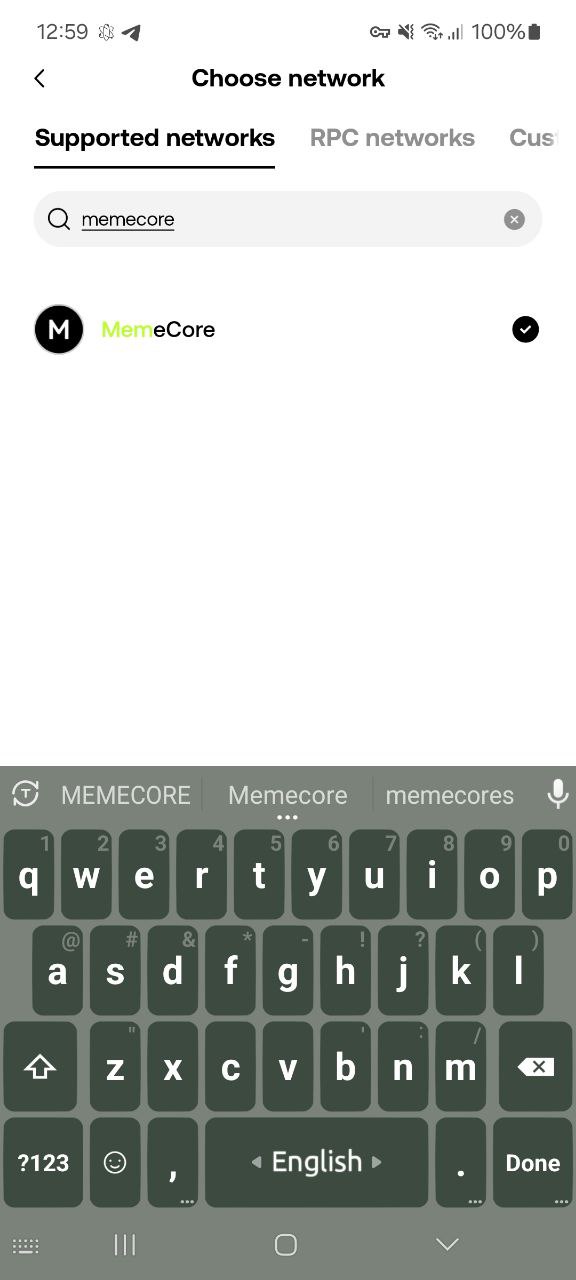 12:59 100%
Choose network
Supported networks RPC networks Cus
memecore
M MemeCore
MEMECORE Memecore memecores
1 2 3 4 5 6 7 8 9 0
q w e r t y u i o p
@ # & * - ! ? ( )
a s d f g h j k l
" ' : /
z x c v b n m
?123 , English . Done